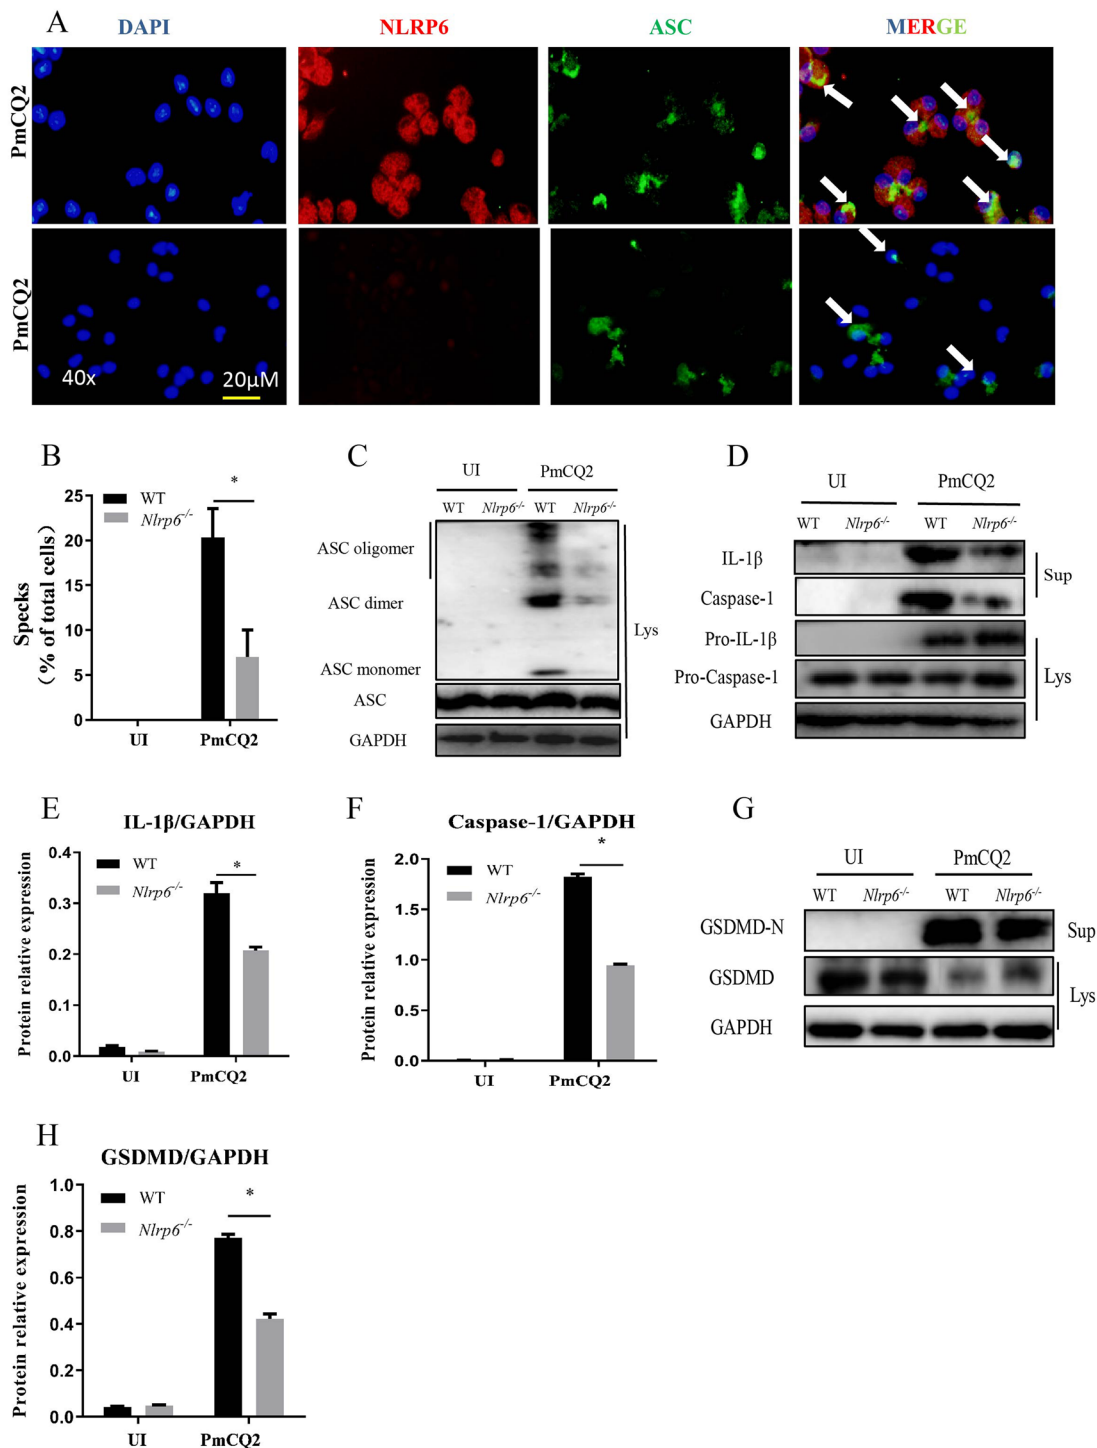 A
DAPI NLRP6 ASC MERGE
PmCQ2
PmCQ2
40x 20µM
B
WT
Nlrp6-/-
*
25
20
15
10
5
0
Specks
(% of total cells)
UI PmCQ2
C
UI PmCQ2
WT Nlrp6-/- WT Nlrp6-/-
ASC oligomer
ASC dimer
ASC monomer
ASC
GAPDH
Lys
D
UI PmCQ2
WT Nlrp6-/- WT Nlrp6-/-
IL-1β
Caspase-1
Pro-IL-1β
Pro-Caspase-1
GAPDH
Sup
Lys
E
IL-1β/GAPDH
WT
Nlrp6-/-
*
0.4
0.3
0.2
0.1
0.0
Protein relative expression
UI PmCQ2
F
Caspase-1/GAPDH
WT
Nlrp6-/-
*
2.0
1.5
1.0
0.5
0.0
Protein relative expression
UI PmCQ2
G
UI PmCQ2
WT Nlrp6-/- WT Nlrp6-/-
GSDMD-N
GSDMD
GAPDH
Sup
Lys
H
GSDMD/GAPDH
WT
Nlrp6-/-
*
1.0
0.8
0.6
0.4
0.2
0.0
Protein relative expression
UI PmCQ2